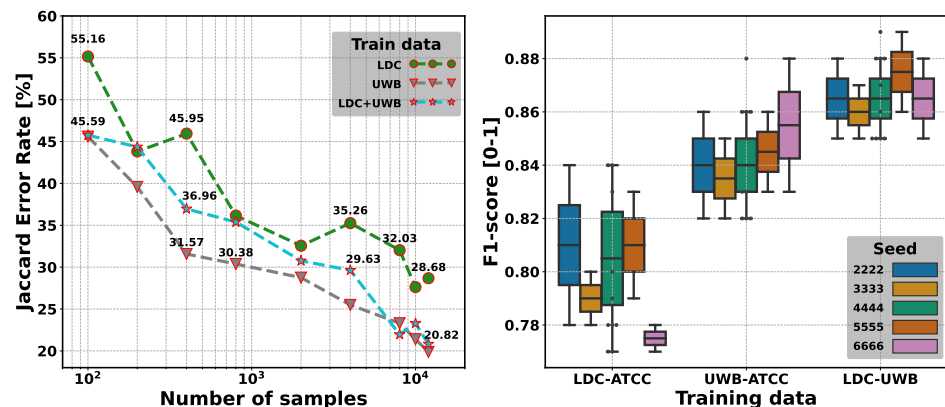 60
55
50
45
40
35
30
25
20
Jaccard Error Rate [%]
55.16
45.59
45.95
36.96
31.57
30.38
35.26
29.63
32.03
28.68
20.82
Train data
LDC
UWB
LDC+UWB
10²
10³
10⁴
Number of samples
0.88
0.86
0.84
0.82
0.80
0.78
F1-score [0-1]
Seed
2222
3333
4444
5555
6666
LDC-ATCC
UWB-ATCC
LDC-UWB
Training data